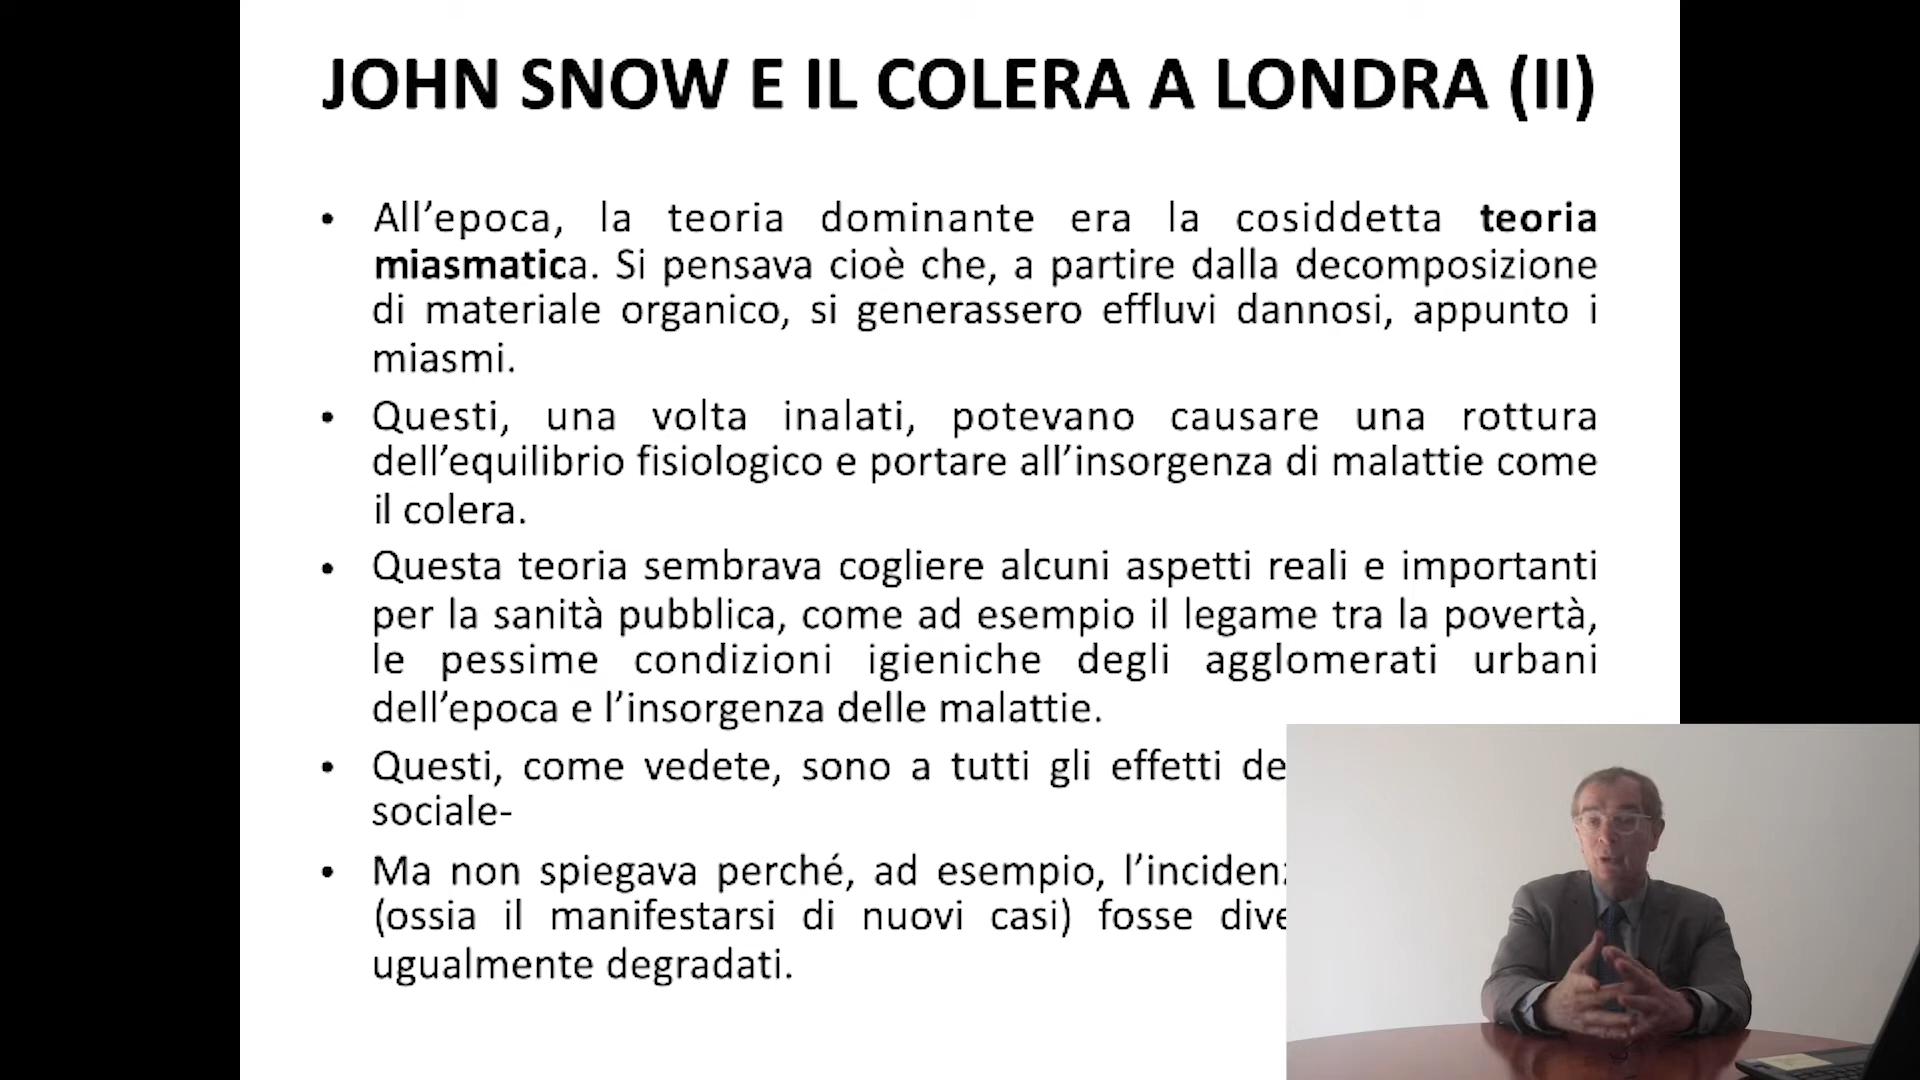 JOHN SNOW E IL COLERA A LONDRA (II)
• All’epoca, la teoria dominante era la cosiddetta teoria
miasmatica. Si pensava cioè che, a partire dalla decomposizione
di materiale organico, si generassero effluvi dannosi, appunto i
miasmi.
• Questi, una volta inalati, potevano causare una rottura
dell’equilibrio fisiologico e portare all’insorgenza di malattie come
il colera.
• Questa teoria sembrava cogliere alcuni aspetti reali e importanti
per la sanità pubblica, come ad esempio il legame tra la povertà,
le pessime condizioni igieniche degli agglomerati urbani
dell’epoca e l’insorgenza delle malattie.
• Questi, come vedete, sono a tutti gli effetti
sociale-
• Ma non spiegava perché, ad esempio,
(ossia il manifestarsi di nuovi casi) fosse
ugualmente degradati.